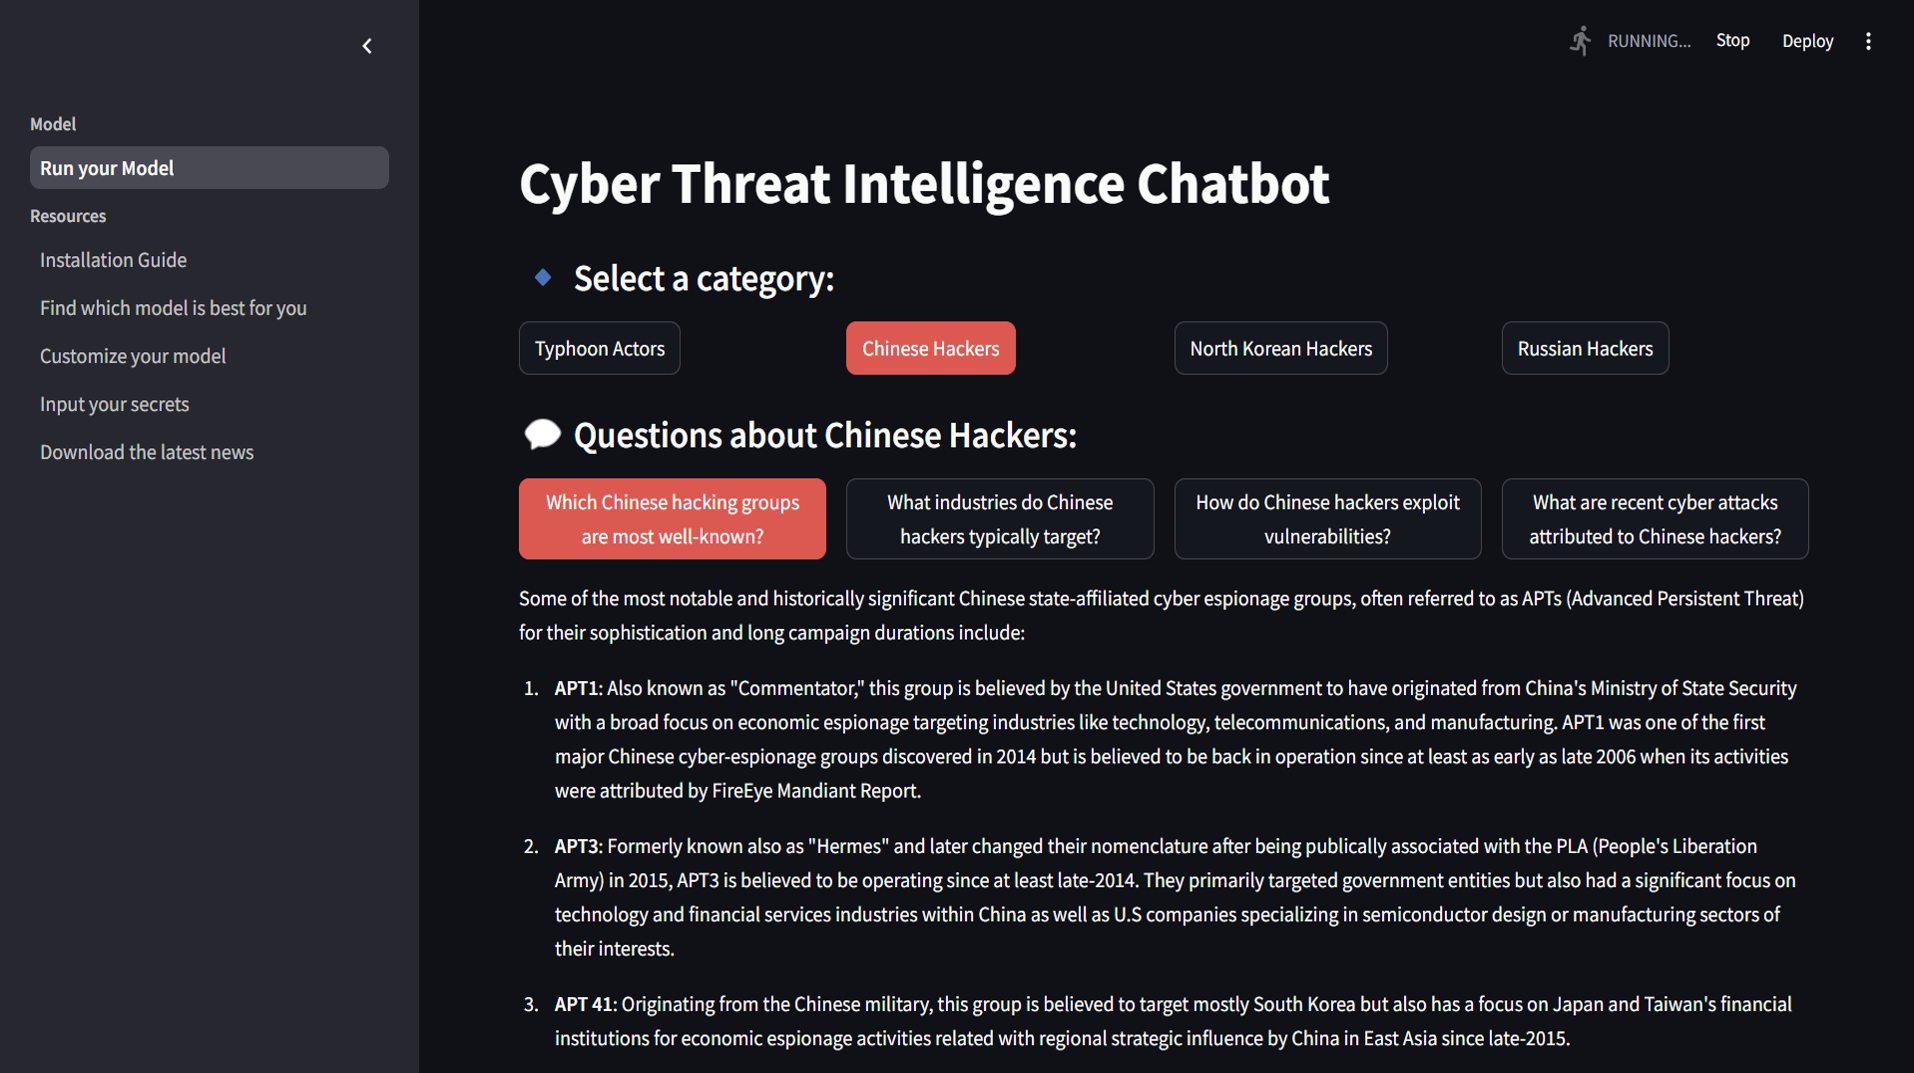 RUNNING...
Stop
Deploy
Model
Run your Model
Resources
Installation Guide
Find which model is best for you
Customize your model
Input your secrets
Download the latest news
Cyber Threat Intelligence Chatbot
Select a category:
Typhoon Actors
Chinese Hackers
North Korean Hackers
Russian Hackers
Questions about Chinese Hackers:
Which Chinese hacking groups
are most well-known?
What industries do Chinese
hackers typically target?
How do Chinese hackers exploit
vulnerabilities?
What are recent cyber attacks
attributed to Chinese hackers?
Some of the most notable and historically significant Chinese state-affiliated cyber espionage groups, often referred to as APTs (Advanced Persistent Threat)
for their sophistication and long campaign durations include:
1. APT1: Also known as "Commentator," this group is believed by the United States government to have originated from China's Ministry of State Security
with a broad focus on economic espionage targeting industries like technology, telecommunications, and manufacturing. APT1 was one of the first
major Chinese cyber-espionage groups discovered in 2014 but is believed to be back in operation since at least as early as late 2006 when its activities
were attributed by FireEye Mandiant Report.
2. APT3: Formerly known also as "Hermes" and later changed their nomenclature after being publically associated with the PLA (People's Liberation
Army) in 2015, APT3 is believed to be operating since at least late-2014. They primarily targeted government entities but also had a significant focus on
technology and financial services industries within China as well as U.S companies specializing in semiconductor design or manufacturing sectors of
their interests.
3. APT 41: Originating from the Chinese military, this group is believed to target mostly South Korea but also has a focus on Japan and Taiwan's financial
institutions for economic espionage activities related with regional strategic influence by China in East Asia since late-2015.